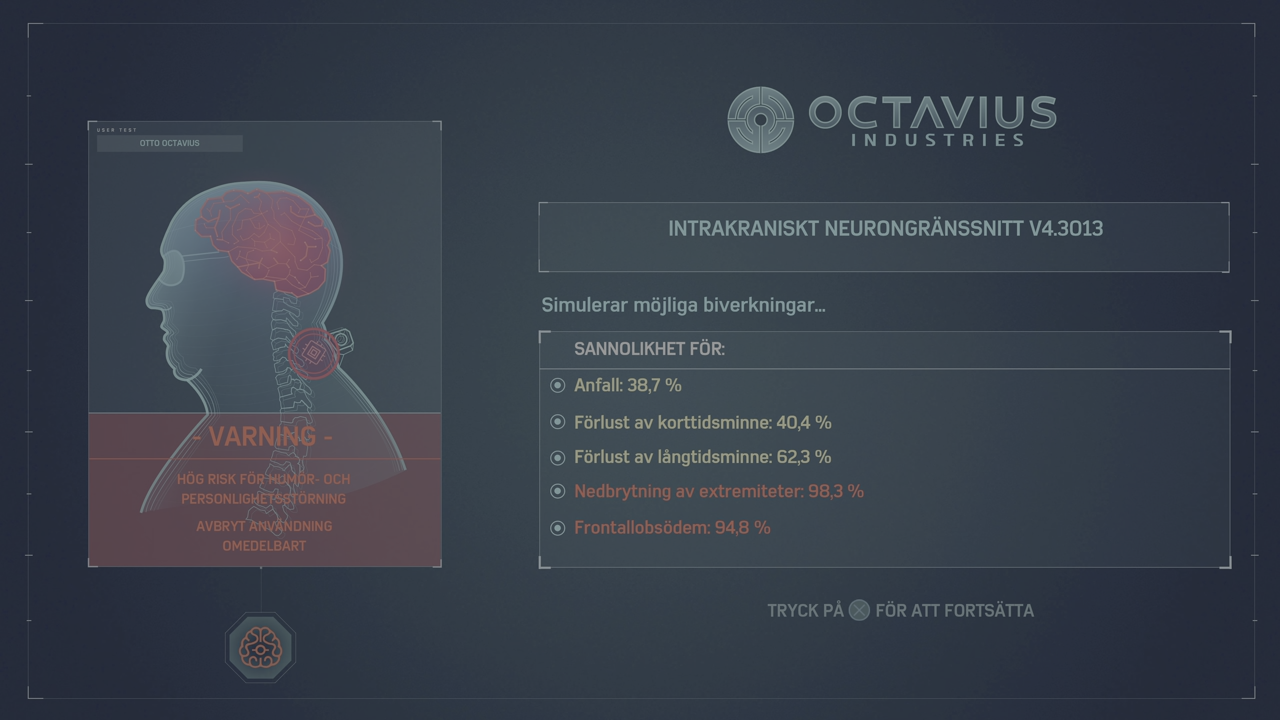 USER TEST
OTTO OCTAVIUS
- VARNING -
HÖG RISK FÖR HUMÖR- OCH
PERSONLIGHETSSTÖRNING
AVBRYT ANVÄNDNING
OMEDELBART
OCTAVIUS
INDUSTRIES
INTRAKRANISKT NEURONGRÄNSSNITT V4.3013
Simulerar möjliga biverkningar...
SANNOLIKHET FÖR:
Anfall: 38,7 %
Förlust av korttidsminne: 40,4 %
Förlust av långtidsminne: 62,3 %
Nedbrytning av extremiteter: 98,3 %
Frontallobsödem: 94,8 %
TRYCK PÅ FÖR ATT FORTSÄTTA